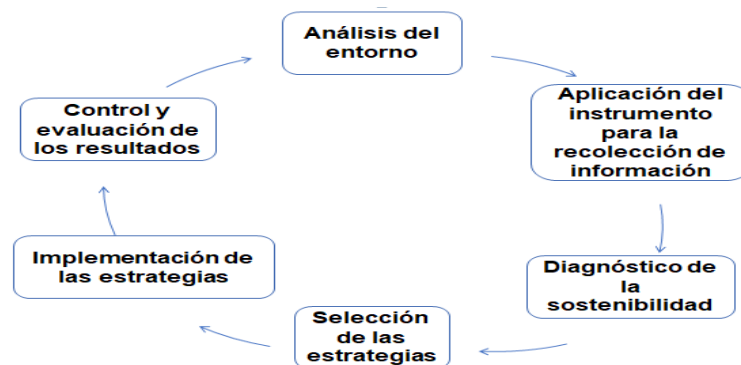 Análisis del
entorno
Aplicación del
instrumento
para la
recolección de
información
Diagnóstico de
la
sostenibilidad
Selección
de las
estrategias
Implementación de
las estrategias
Control y
evaluación de
los resultados